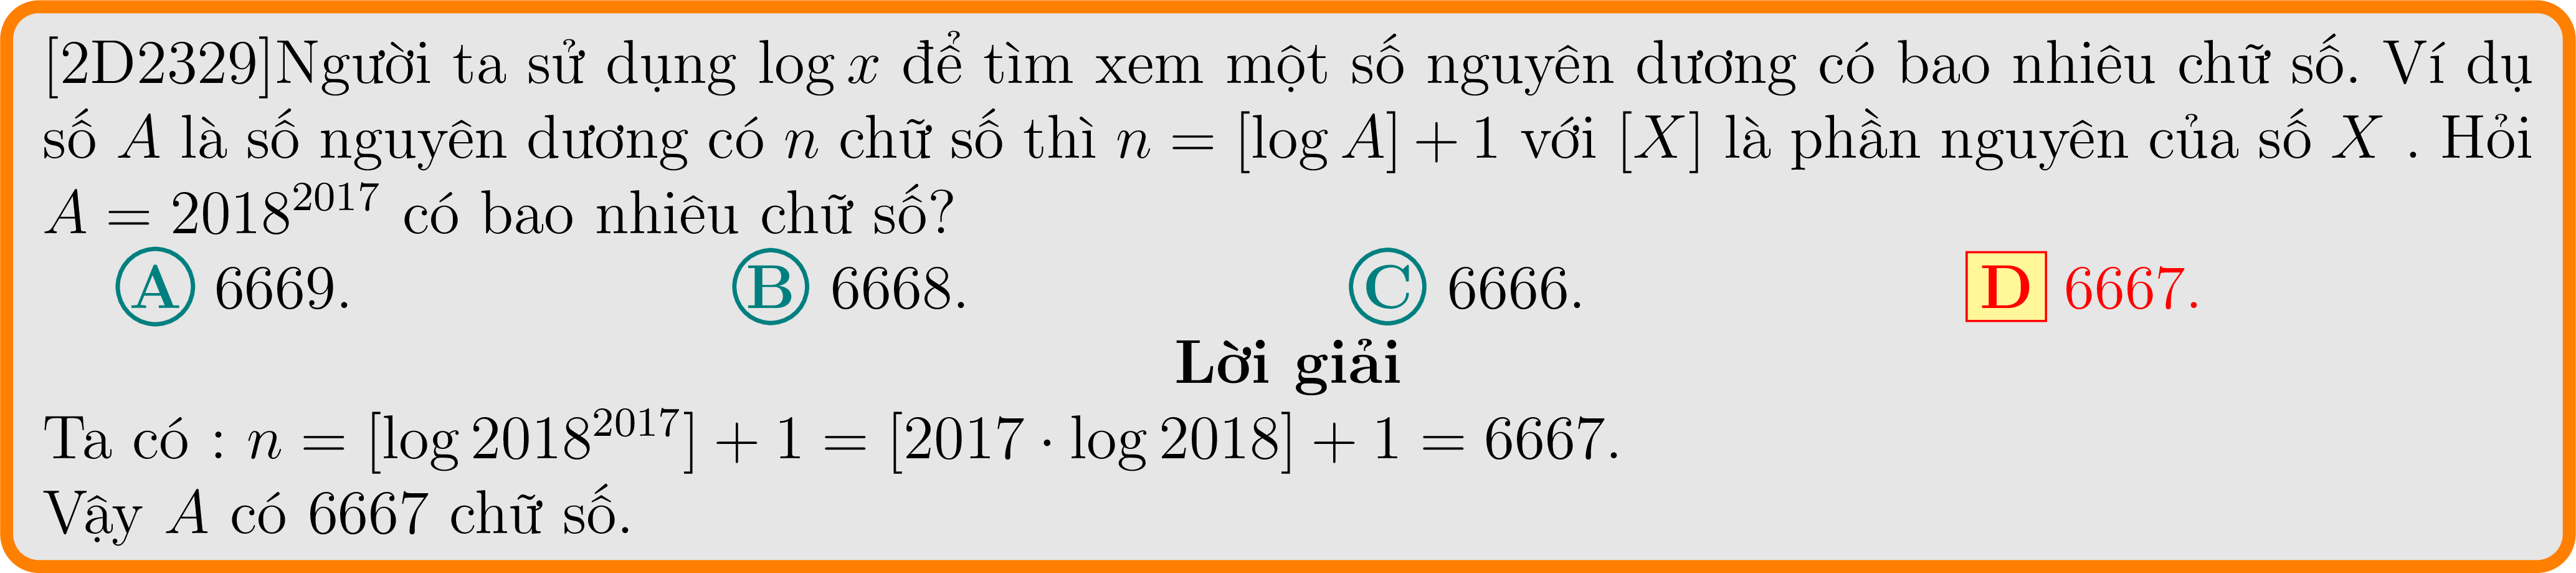 [2D2329]Người ta sử dụng log x để tìm xem một số nguyên dương có bao nhiêu chữ số. Ví dụ
số A là số nguyên dương có n chữ số thì n = [log A] + 1 với [X] là phần nguyên của số X . Hỏi
A = 2018^{2017} có bao nhiêu chữ số?
A 6669. B 6668. C 6666. D 6667.
Lời giải
Ta có : n = [log 2018^{2017}] + 1 = [2017 · log 2018] + 1 = 6667.
Vậy A có 6667 chữ số.